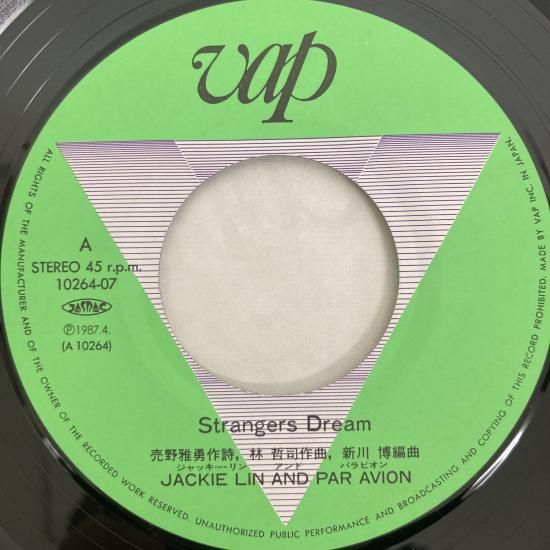 vap
A
STEREO 45 r.p.m.
10264-07
JASRAC
Ⓟ1987.4.
(A 10264)
Strangers Dream
売野雅勇作詩, 林 哲司作曲, 新川 博編曲
ジャッキー・リン アンド パラビオン
JACKIE LIN AND PAR AVION
ALL RIGHTS OF THE MANUFACTURER AND OF THE OWNER OF THE RECORDED WORK RESERVED. UNAUTHORIZED PUBLIC PERFORMANCE AND BROADCASTING AND COPYING OF THIS RECORD PROHIBITED. MADE BY VAP INC. IN JAPAN.